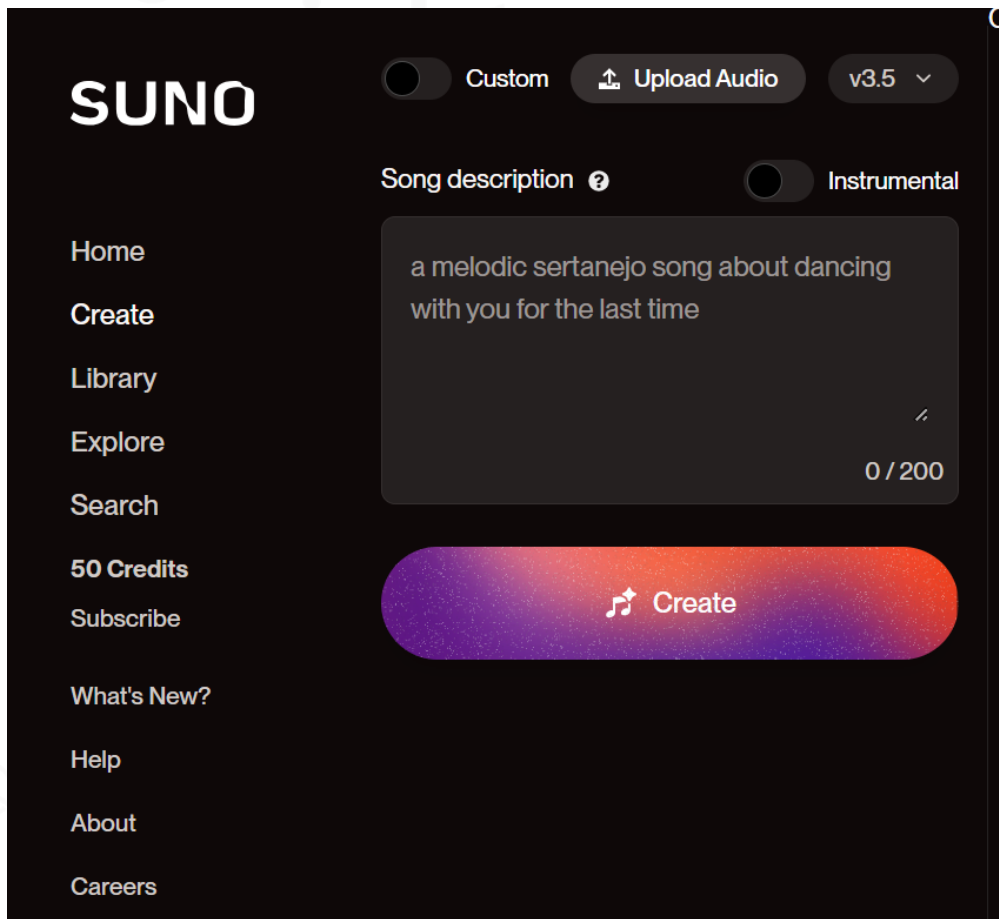 SUNO
Home
Create
Library
Explore
Search
50 Credits
Subscribe
What's New?
Help
About
Careers
Custom
Upload Audio
v3.5
Song description ?
Instrumental
a melodic sertanejo song about dancing
with you for the last time
0 / 200
Create